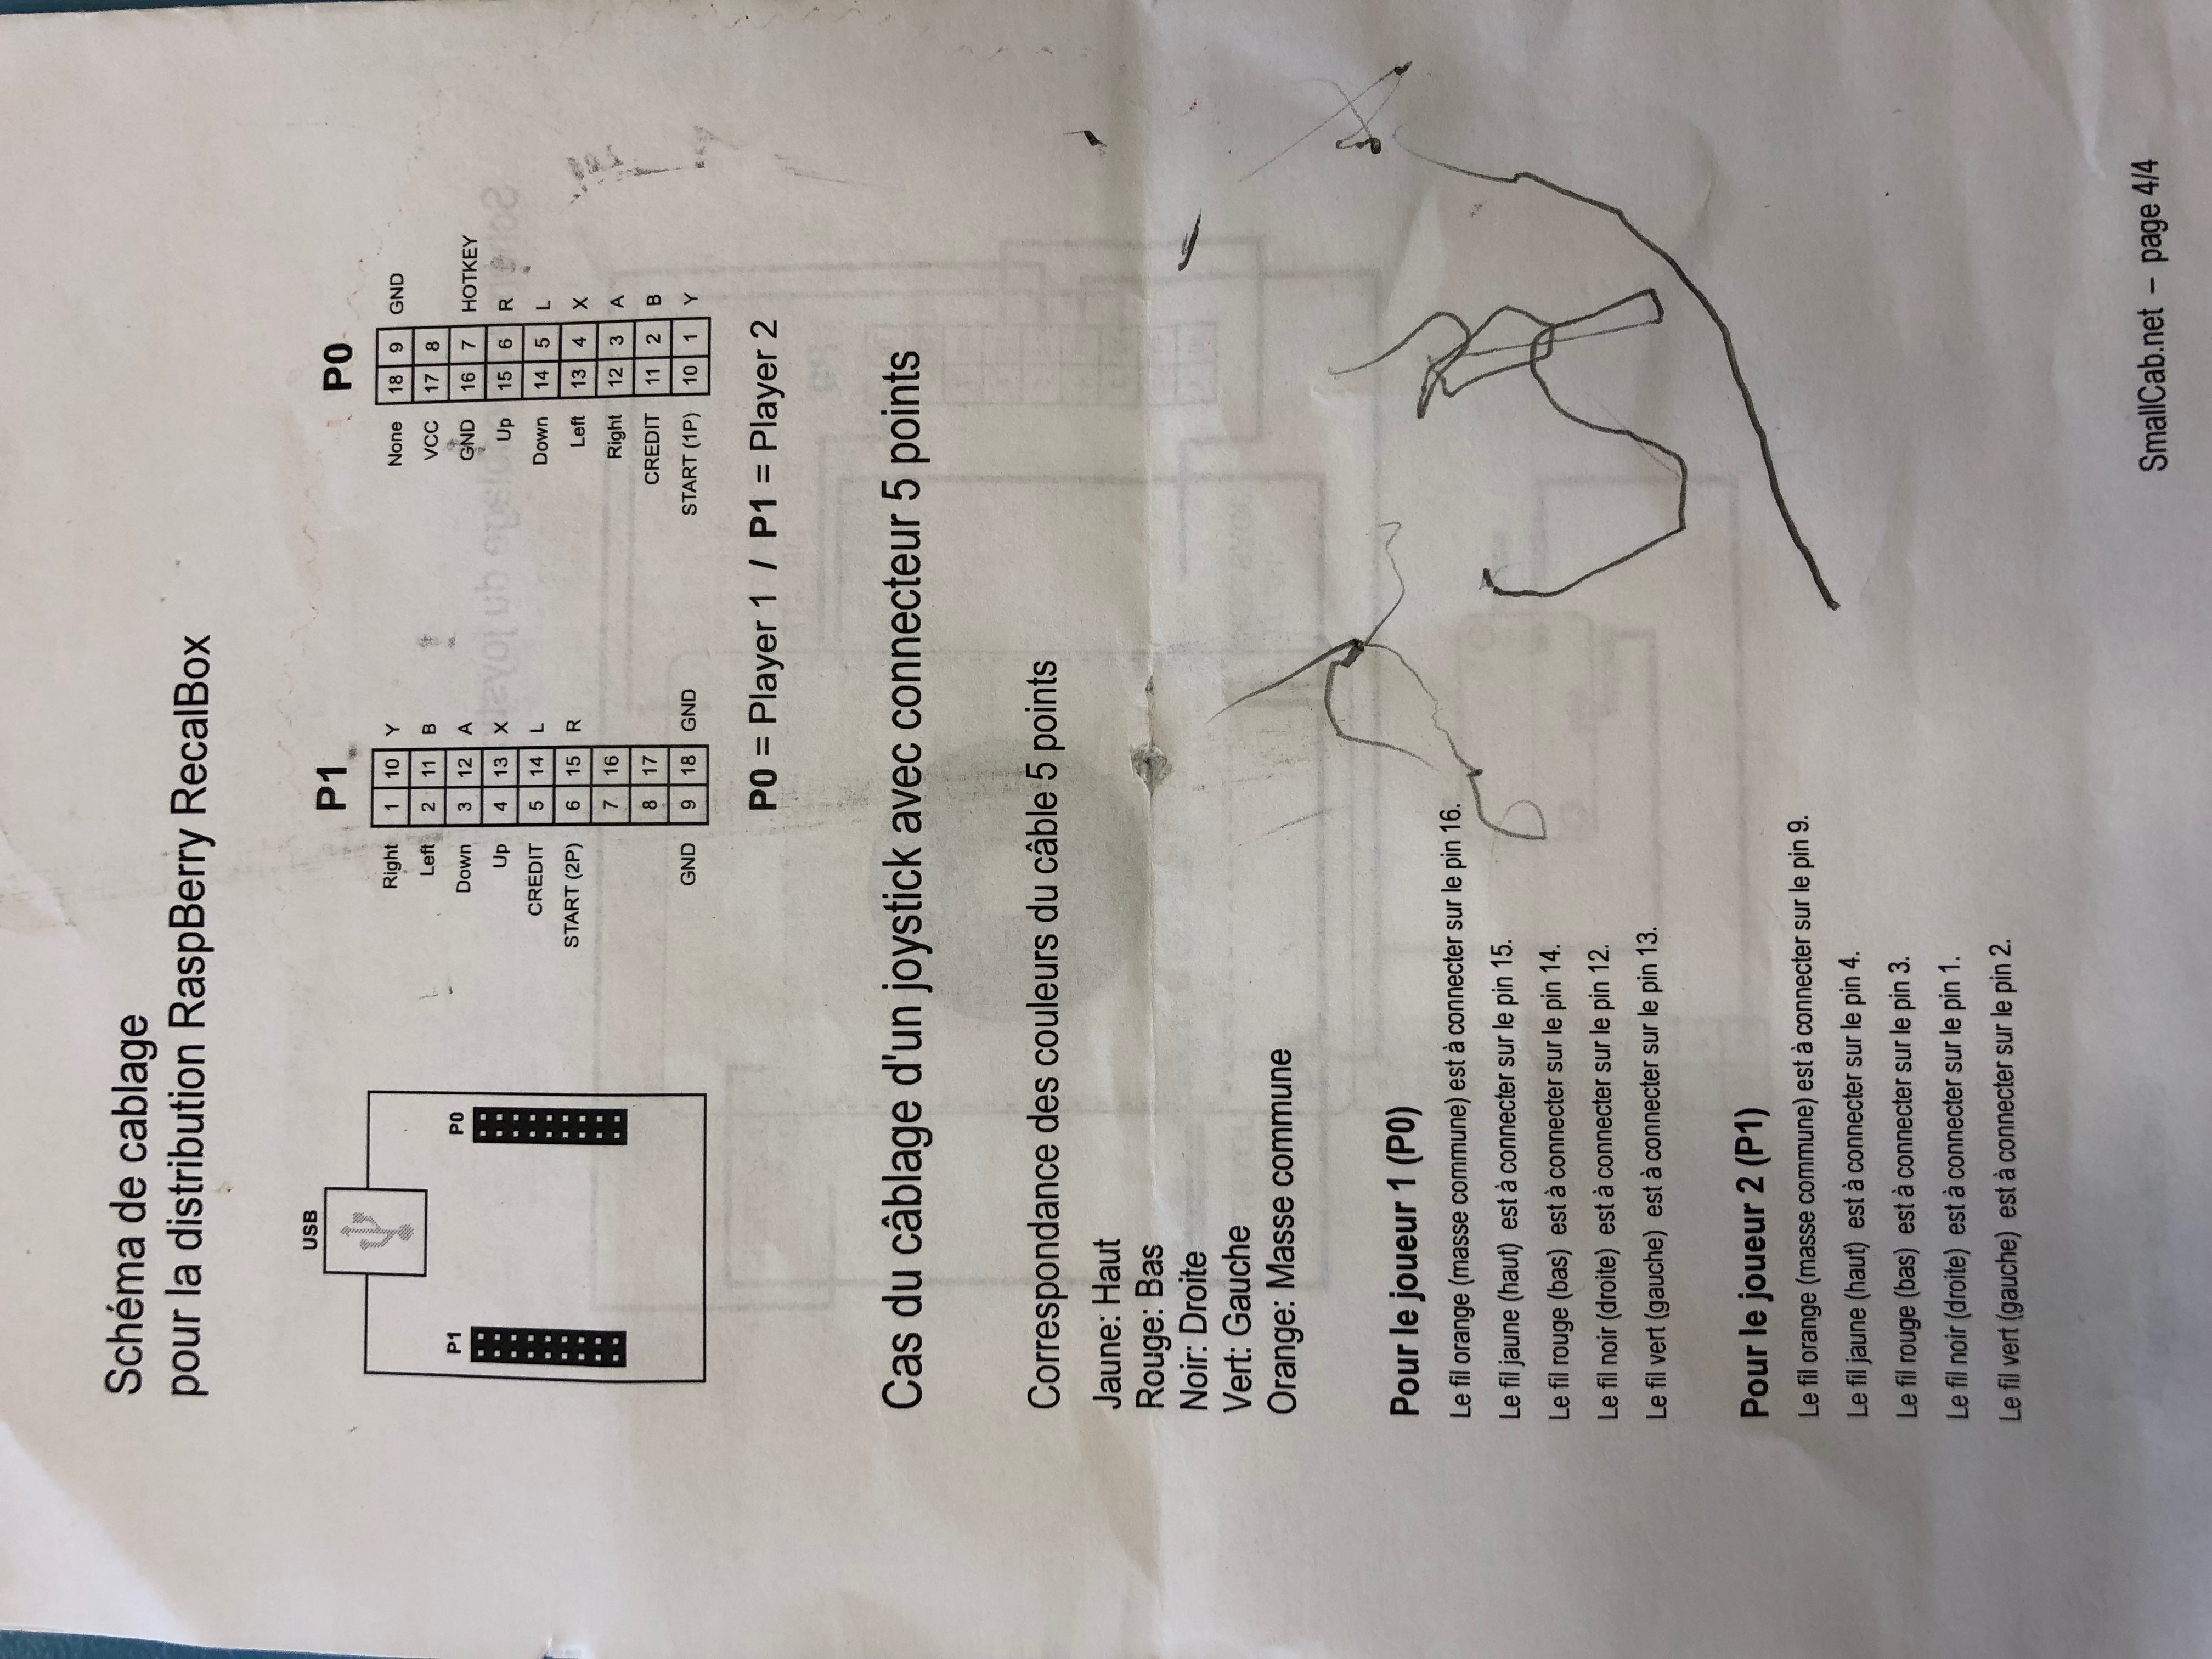 Schéma de cablage
pour la distribution RaspBerry RecalBox
USB
P1
P0
P1
Right 1 10 Y
Left 2 11 B
Down 3 12 A
Up 4 13 X
CREDIT 5 14 L
START (2P) 6 15 R
7 16
8 17
GND 9 18 GND
P0
None 18 9 GND
VCC 17 8
GND 16 7 HOTKEY
Up 15 6 R
Down 14 5 L
Left 13 4 X
Right 12 3 A
CREDIT 11 2 B
START (1P) 10 1 Y
P0 = Player 1 / P1 = Player 2
Cas du câblage d'un joystick avec connecteur 5 points
Correspondance des couleurs du câble 5 points
Jaune: Haut
Rouge: Bas
Noir: Droite
Vert: Gauche
Orange: Masse commune
Pour le joueur 1 (P0)
Le fil orange (masse commune) est à connecter sur le pin 16.
Le fil jaune (haut) est à connecter sur le pin 15.
Le fil rouge (bas) est à connecter sur le pin 14.
Le fil noir (droite) est à connecter sur le pin 12.
Le fil vert (gauche) est à connecter sur le pin 13.
Pour le joueur 2 (P1)
Le fil orange (masse commune) est à connecter sur le pin 9.
Le fil jaune (haut) est à connecter sur le pin 4.
Le fil rouge (bas) est à connecter sur le pin 3.
Le fil noir (droite) est à connecter sur le pin 1.
Le fil vert (gauche) est à connecter sur le pin 2.
SmallCab.net – page 4/4